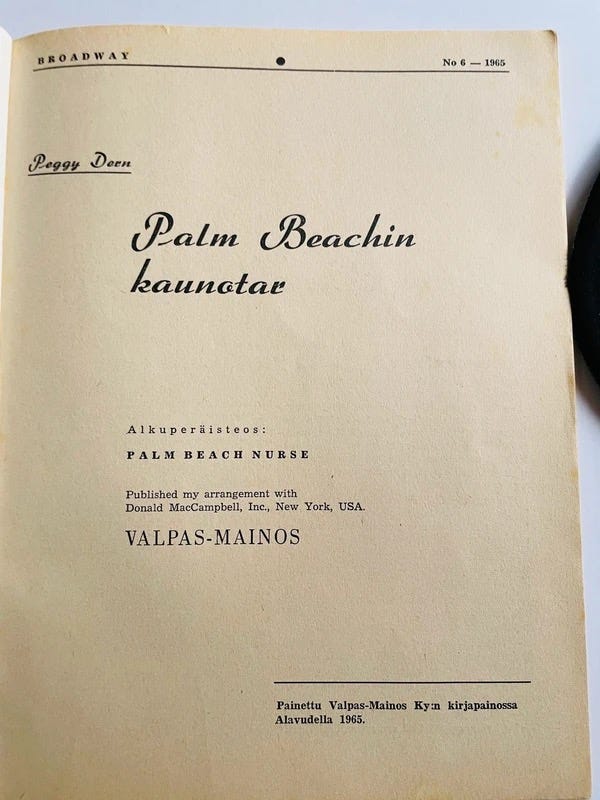 BROADWAY
No 6 — 1965
Peggy Dern
Palm Beachin
kaunotar
Alkuperäisteos:
PALM BEACH NURSE
Published my arrangement with
Donald MacCampbell, Inc., New York, USA.
VALPAS-MAINOS
Painettu Valpas-Mainos Ky:n kirjapainossa
Alavudella 1965.